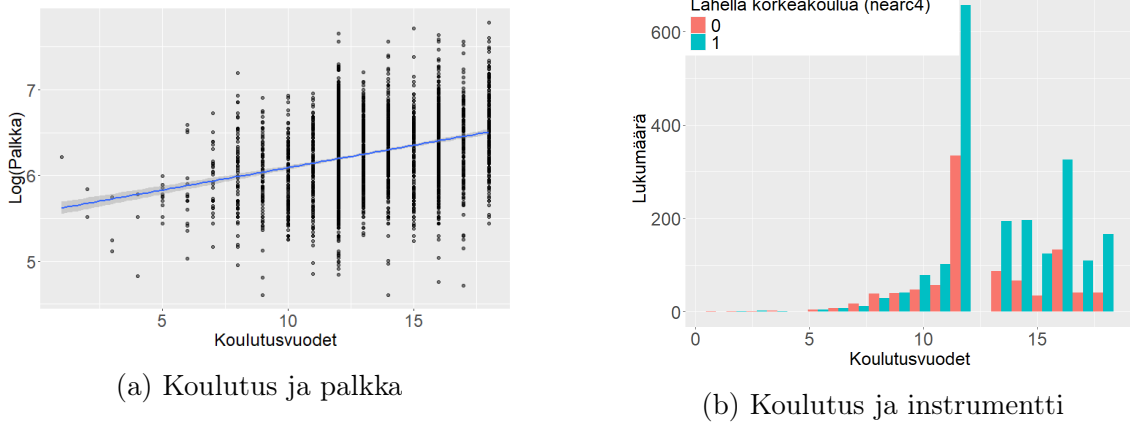 Log(Palkka)
7
6
5
5
10
15
Koulutusvuodet
(a) Koulutus ja palkka
Lähellä korkeakoulua (nearc4)
0
1
Lukumäärä
600
400
200
0
0
5
10
15
Koulutusvuodet
(b) Koulutus ja instrumentti